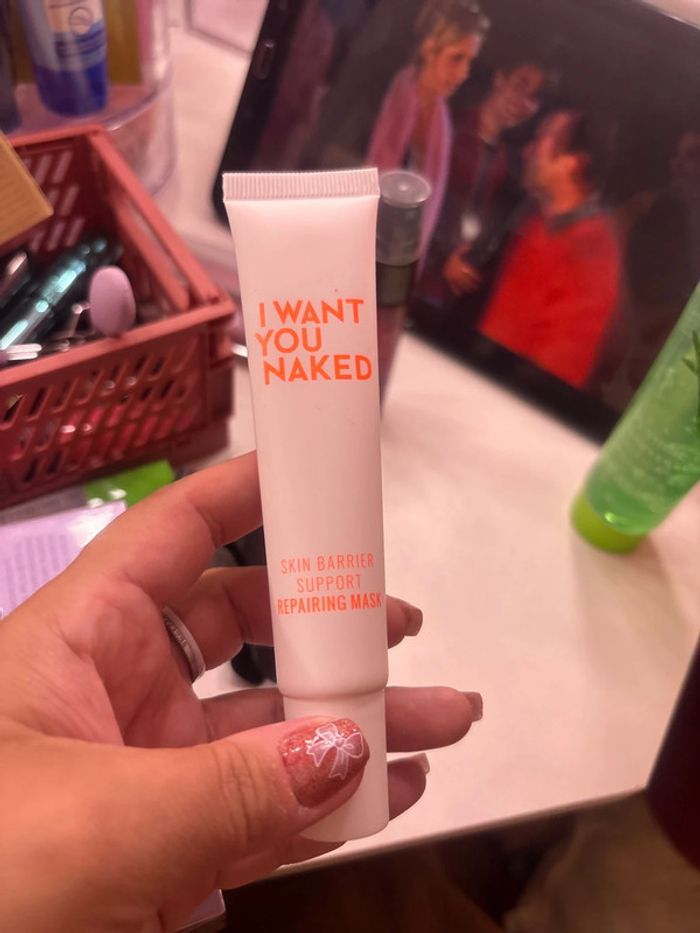 I WANT
YOU
NAKED
SKIN BARRIER
SUPPORT
REPAIRING MASK